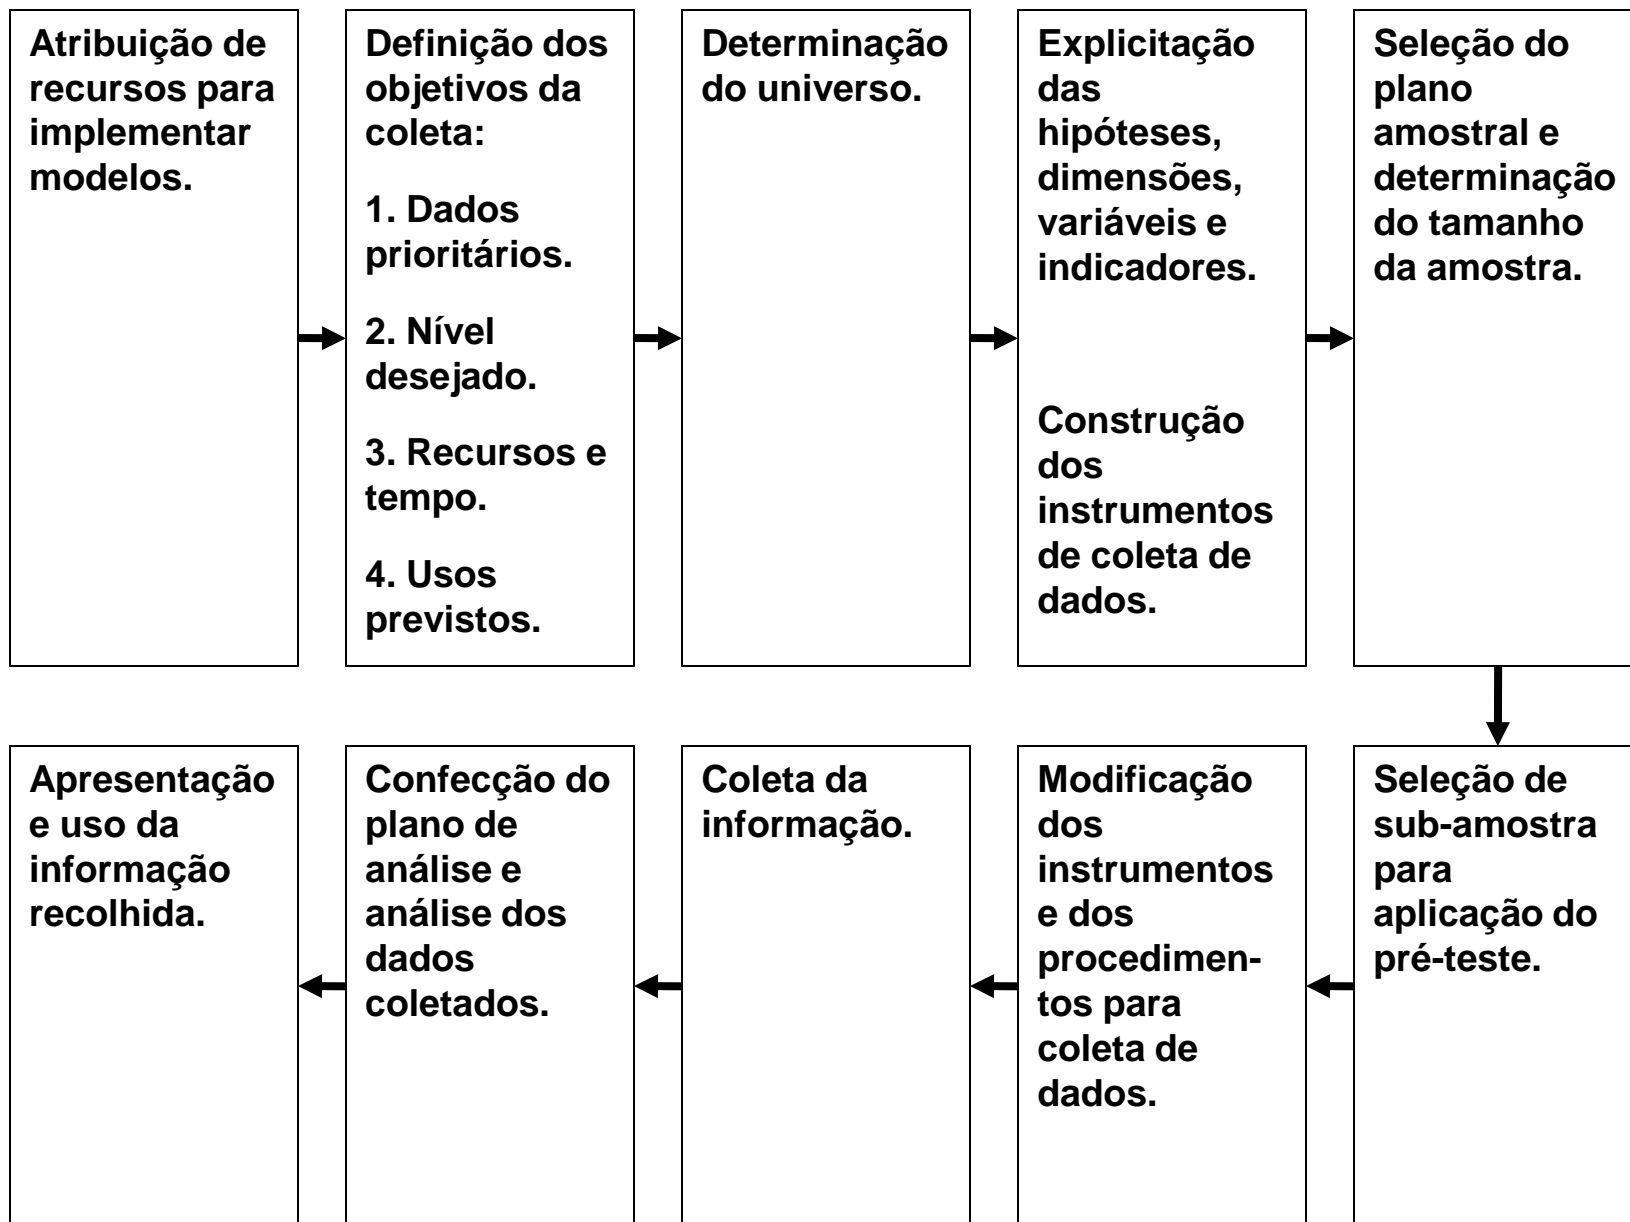 Atribuição de
recursos para
implementar
modelos.
Definição dos
objetivos da
coleta:
1. Dados
prioritários.
2. Nível
desejado.
3. Recursos e
tempo.
4. Usos
previstos.
Determinação
do universo.
Explicitação
das
hipóteses,
dimensões,
variáveis e
indicadores.
Construção
dos
instrumentos
de coleta de
dados.
Seleção do
plano
amostral e
determinação
do tamanho
da amostra.
Seleção de
sub-amostra
para
aplicação do
pré-teste.
Modificação
dos
instrumentos
e dos
procedimen-
tos para
coleta de
dados.
Coleta da
informação.
Confecção do
plano de
análise e
análise dos
dados
coletados.
Apresentação
e uso da
informação
recolhida.